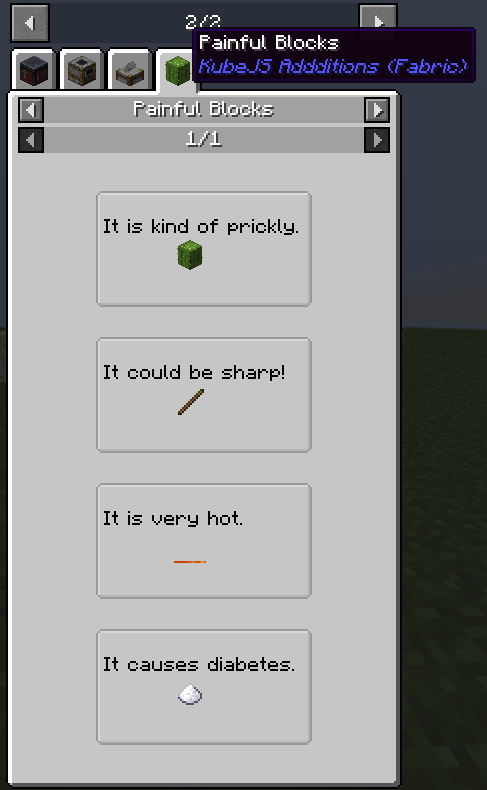 2/2
Painful Blocks
KubeJS Addditions (Fabric)
Painful Blocks
1/1
It is kind of prickly.
It could be sharp!
It is very hot.
It causes diabetes.